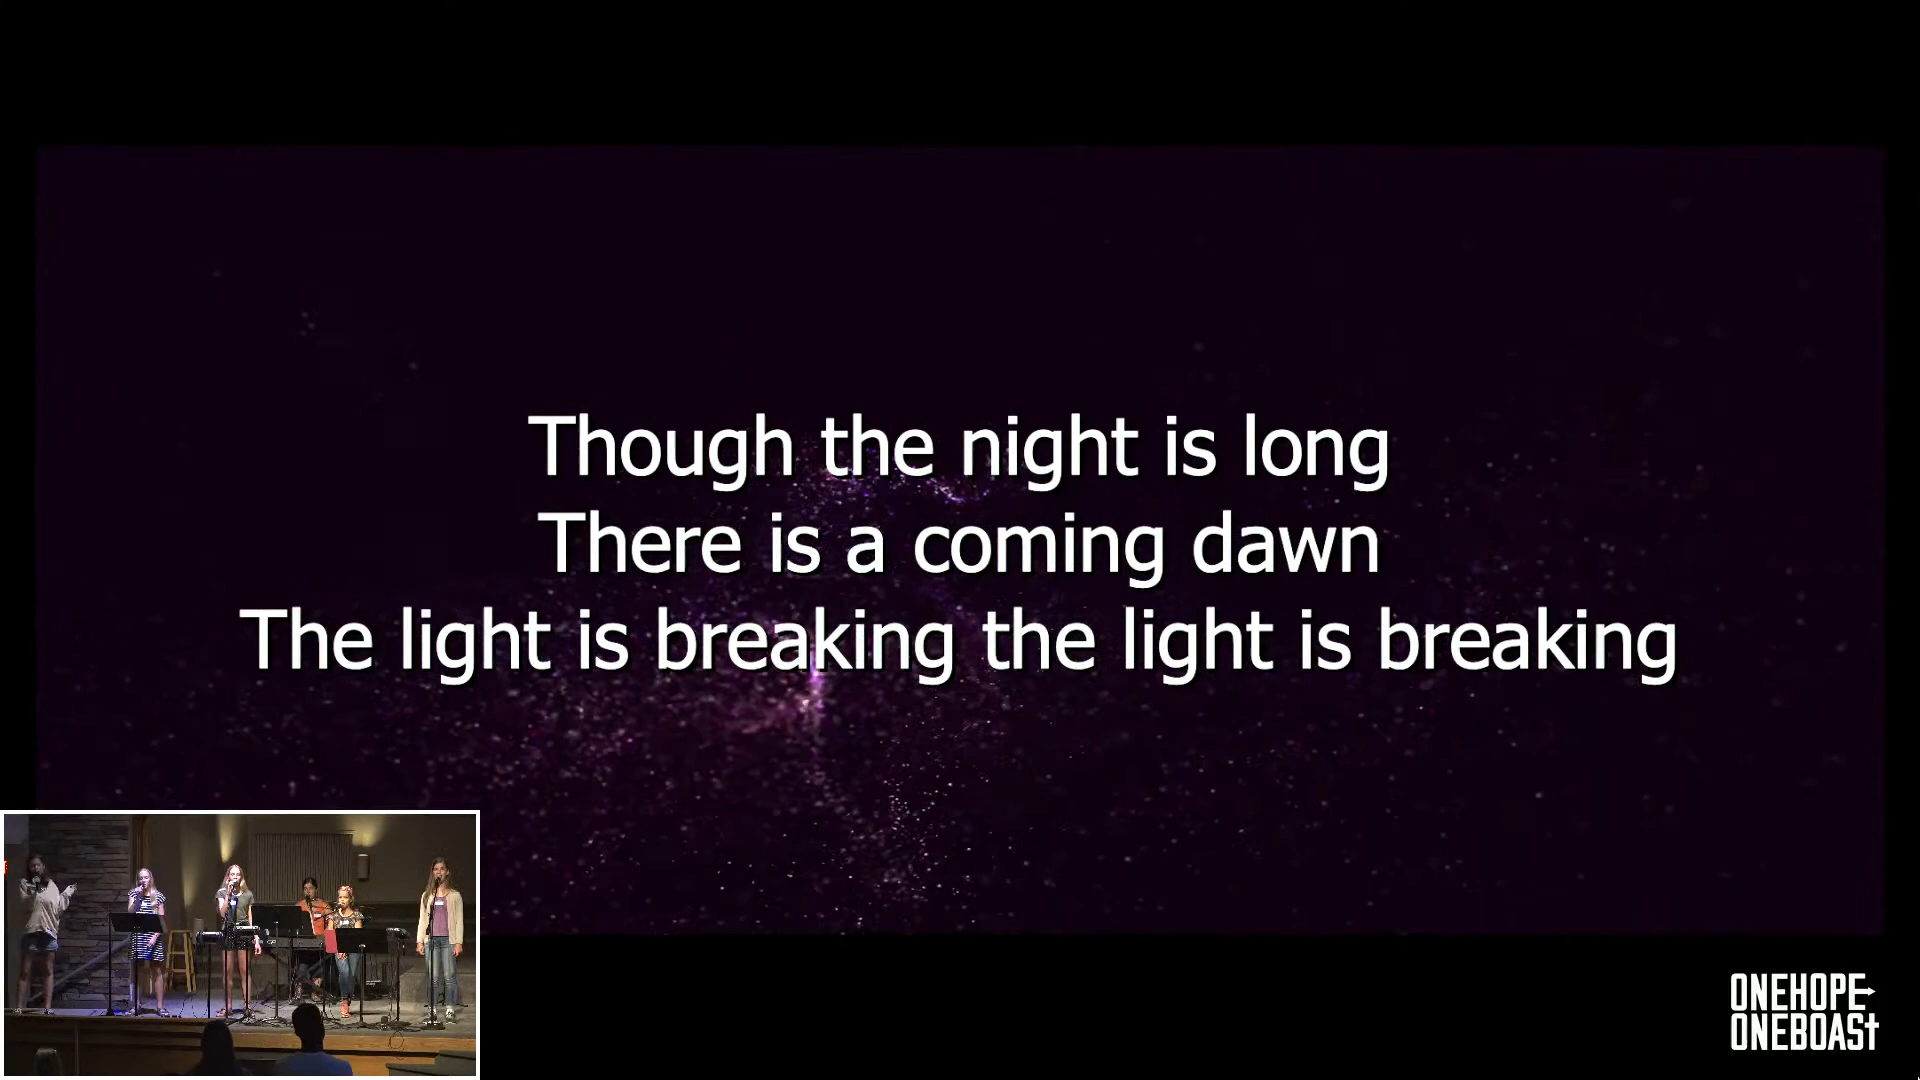 Though the night is long
There is a coming dawn
The light is breaking the light is breaking
ONEHOPE
ONEBOAST